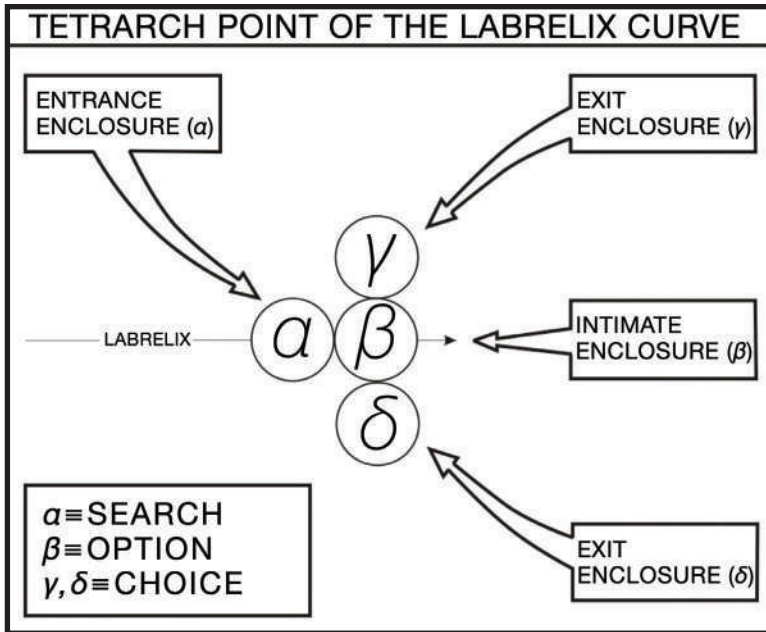 TETRARCH POINT OF THE LABRELIX CURVE
ENTRANCE
ENCLOSURE (α)
EXIT
ENCLOSURE (γ)
γ
LABRELIX
α
β
INTIMATE
ENCLOSURE (β)
δ
α≡SEARCH
β≡OPTION
γ, δ≡CHOICE
EXIT
ENCLOSURE (δ)